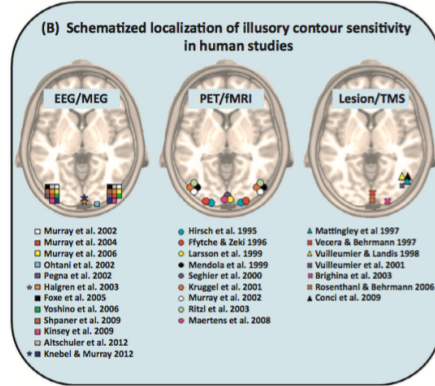 (B) Schematized localization of illusory contour sensitivity
in human studies
EEG/MEG
Murray et al. 2002
Murray et al. 2004
Murray et al. 2006
Ohtani et al. 2002
Pegna et al. 2002
Halgren et al. 2003
Foxe et al. 2005
Yoshino et al. 2006
Shpaner et al. 2009
Kinsey et al. 2009
Altschuler et al. 2012
Knebel & Murray 2012
PET/fMRI
Hirsch et al. 1995
Ffytche & Zeki 1996
Larsson et al. 1999
Mendola et al. 1999
Seghier et al. 2000
Kruggel et al. 2001
Murray et al. 2002
Ritzl et al. 2003
Maertens et al. 2008
Lesion/TMS
Mattingley et al 1997
Vecera & Behrmann 1997
Vuilleumier & Landis 1998
Vuilleumier et al. 2001
Brighina et al. 2003
Rosenthanl & Behrmann 2006
Conci et al. 2009